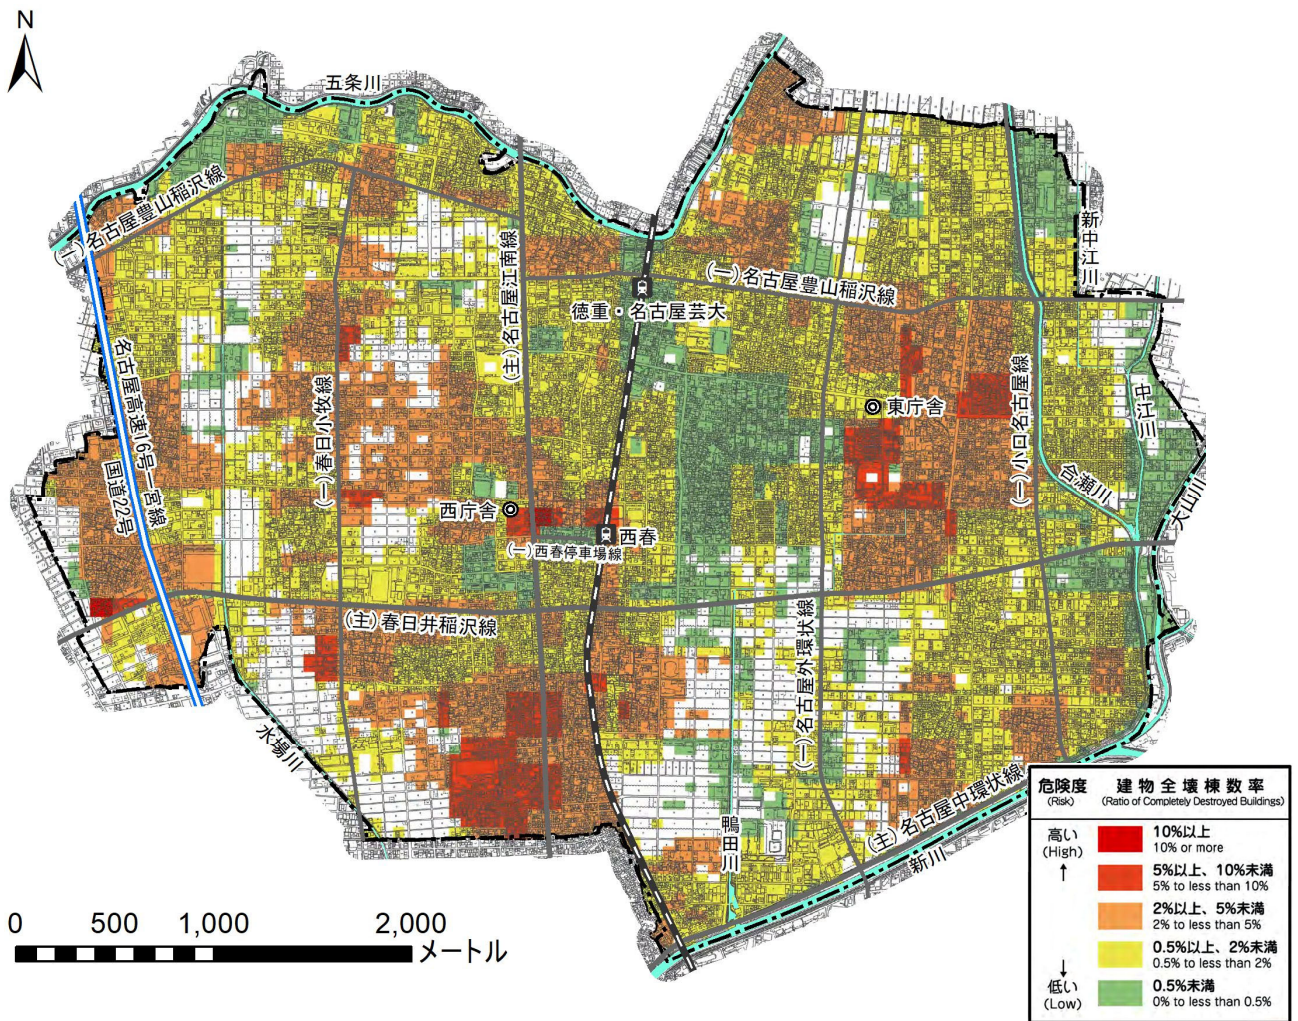 N
五条川
(一)名古屋豊山稲沢線
新中江川
(主)名古屋江南線
(一)名古屋豊山稲沢線
徳重・名古屋芸大
名古屋高速16号一宮線
国道22号
(一)春日小牧線
(一)小口名古屋線
中江三
東庁舎
合瀬川
大山川
西庁舎
西春
(一)西春停車場線
(主)春日井稲沢線
(一)名古屋外環状線
水場川
鴨田川
(主)名古屋中環状線
新川
0 500 1,000 2,000
メートル
危険度
(Risk)
建物全壊棟数率
(Ratio of Completely Destroyed Buildings)
高い
(High)
↑
↓
低い
(Low)
10%以上
10% or more
5%以上、10%未満
5% to less than 10%
2%以上、5%未満
2% to less than 5%
0.5%以上、2%未満
0.5% to less than 2%
0.5%未満
0% to less than 0.5%